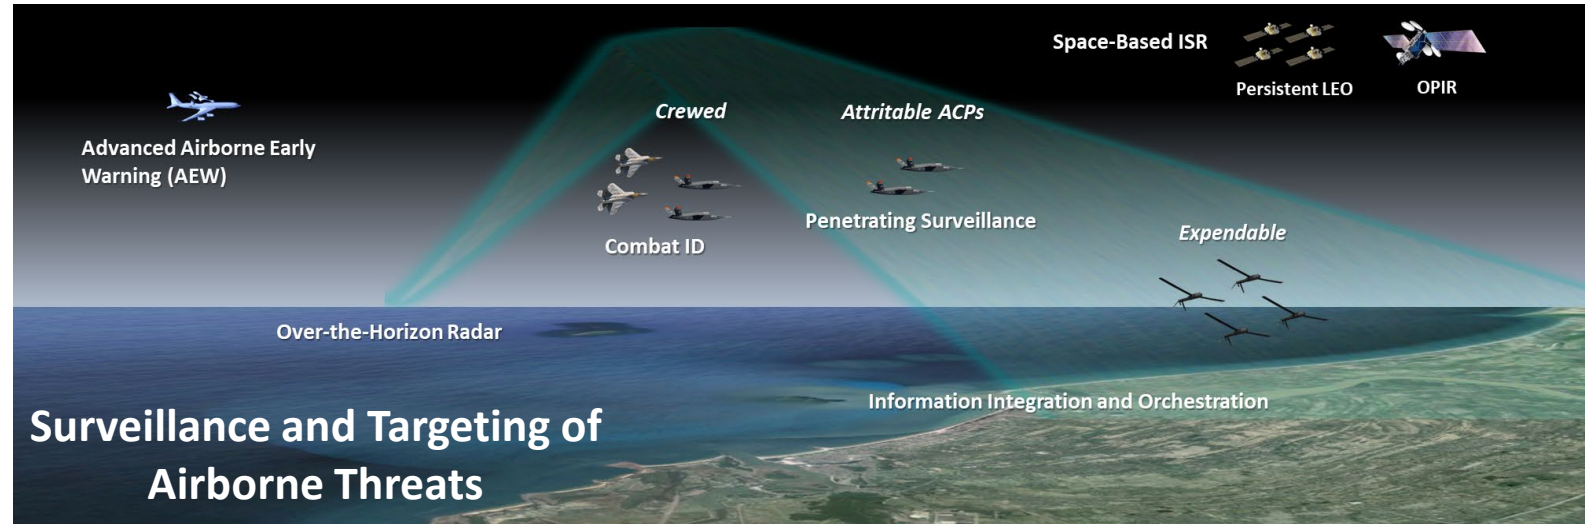 Space-Based ISR
Persistent LEO
OPIR
Advanced Airborne Early
Warning (AEW)
Crewed
Attritable ACPs
Combat ID
Penetrating Surveillance
Expendable
Over-the-Horizon Radar
Information Integration and Orchestration
Surveillance and Targeting of
Airborne Threats